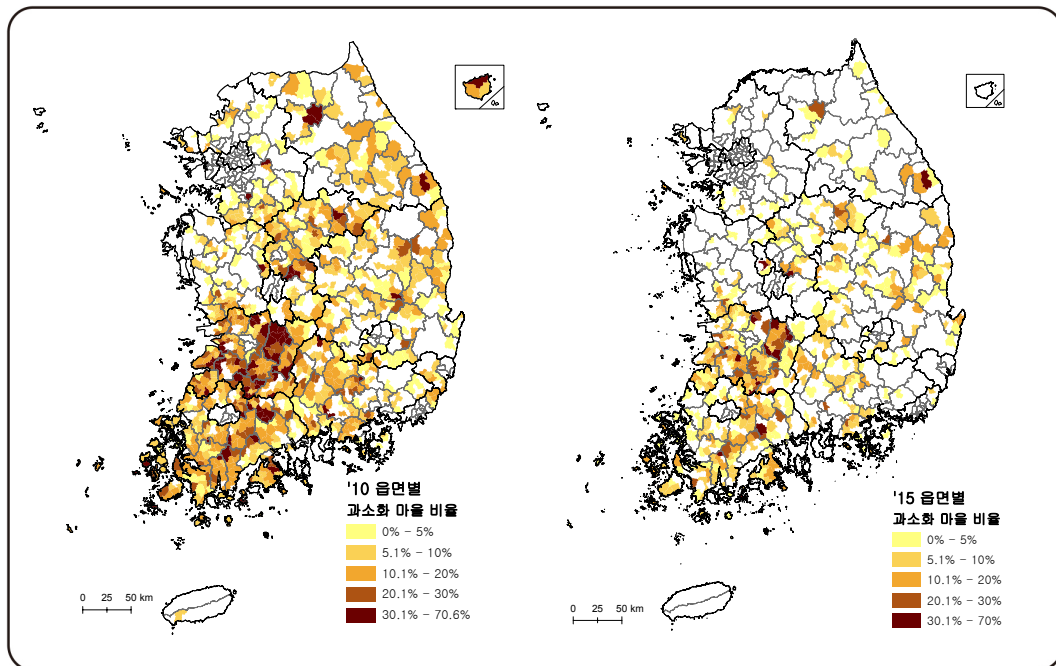 '10 읍면별
과소화 마을 비율
0% - 5%
5.1% - 10%
10.1% - 20%
20.1% - 30%
30.1% - 70.6%
0 25 50 km
'15 읍면별
과소화 마을 비율
0% - 5%
5.1% - 10%
10.1% - 20%
20.1% - 30%
30.1% - 70%
0 25 50 km